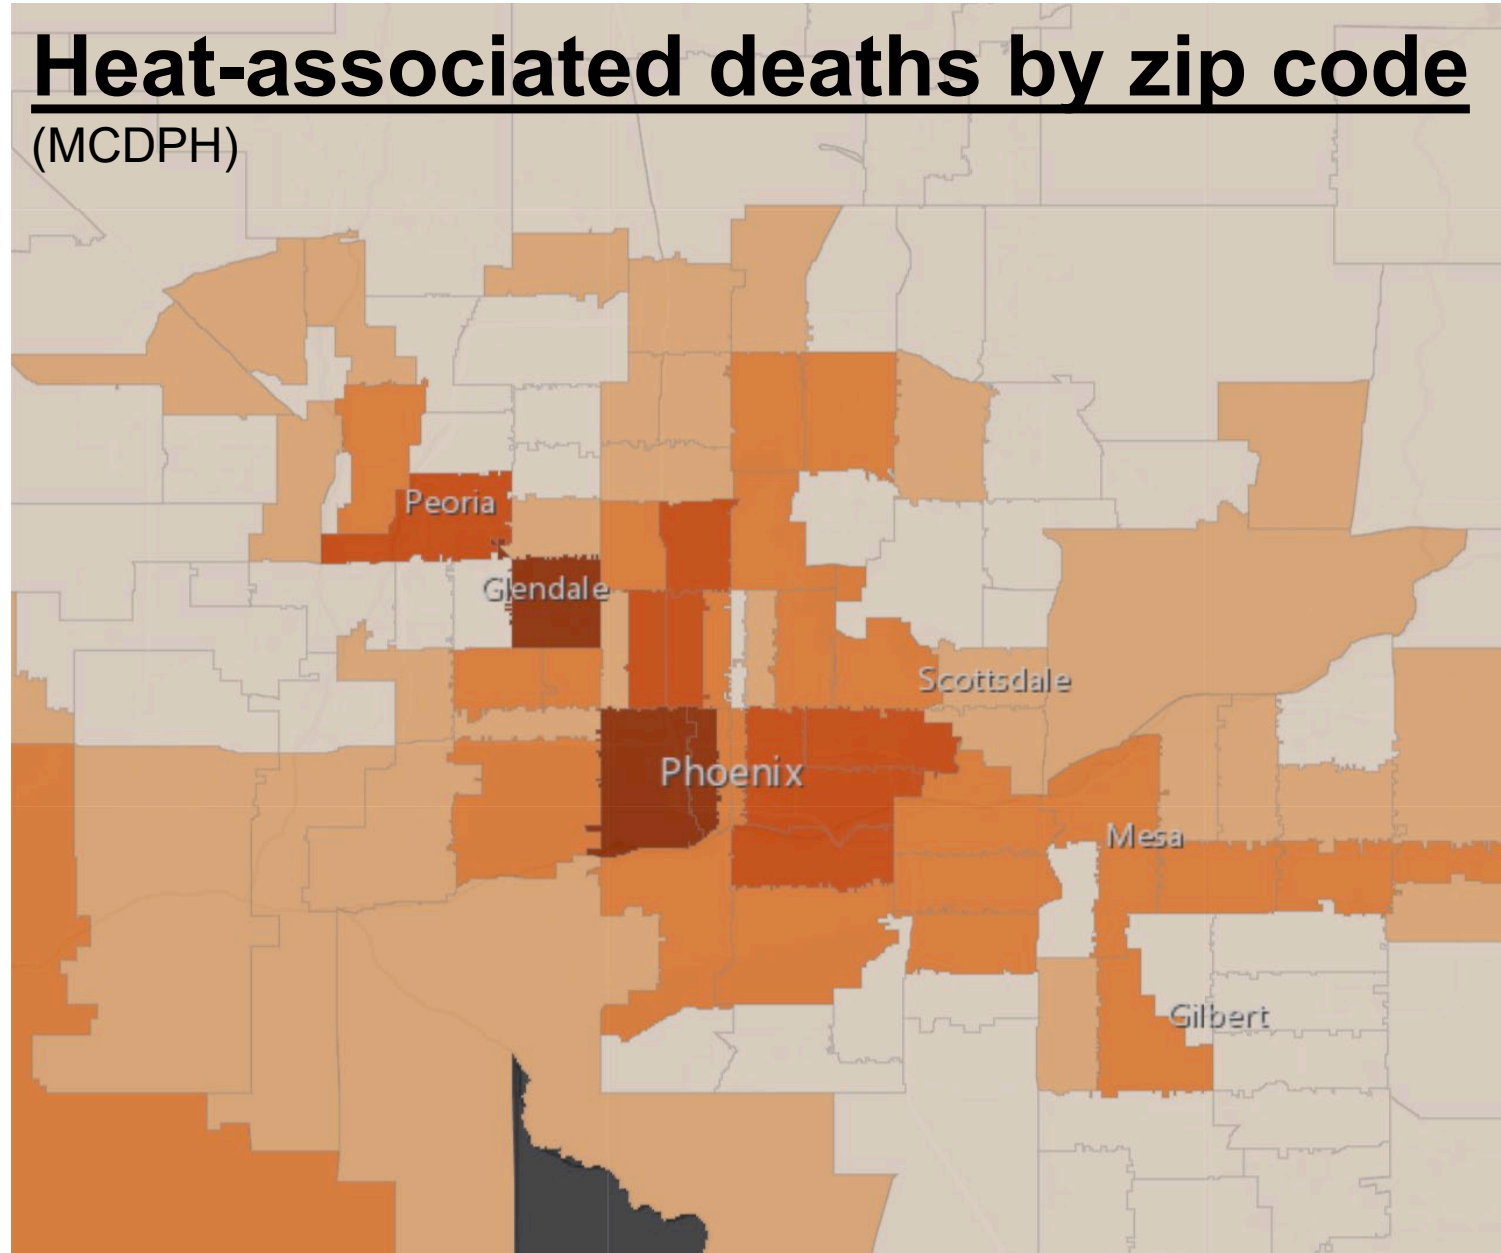 Heat-associated deaths by zip code
(MCDPH)
Peoria
Glendale
Scottsdale
Phoenix
Mesa
Gilbert